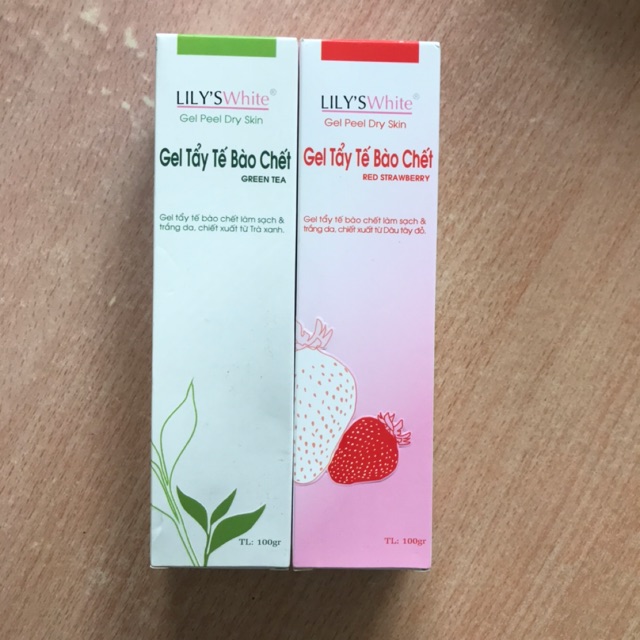 LILY'SWhite®
Gel Peel Dry Skin
Gel Tẩy Tế Bào Chết
GREEN TEA
Gel tẩy tế bào chết làm sạch &
trắng da, chiết xuất từ Trà xanh.
TL: 100gr
LILY'SWhite®
Gel Peel Dry Skin
Gel Tẩy Tế Bào Chết
RED STRAWBERRY
Gel tẩy tế bào chết làm sạch &
trắng da, chiết xuất từ Dâu tây đỏ.
TL: 100gr